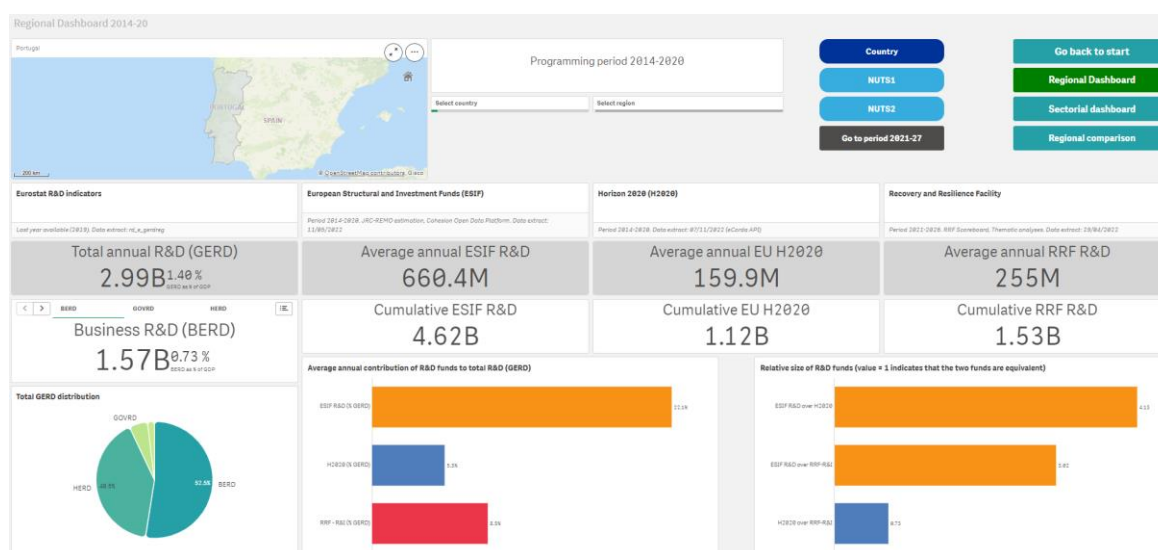 Regional Dashboard 2014-20
Portugal
PORTUGAL
SPAIN
200 km
© OpenStreetMap contributors,
Programming period 2014-2020
Select country
Select region
Country
NUTS1
NUTS2
Go to period 2021-27
Go back to start
Regional Dashboard
Sectorial dashboard
Regional comparison
Eurostat R&D indicators
Last year available (2019). Data extract: rd_e_gerdreg
European Structural and Investment Funds (ESIF)
Period 2014-2020. JRC-REMO estimation, Cohesion Open Data Platform. Data extract:
11/09/2022
Horizon 2020 (H2020)
Period 2014-2020. Data extract: 07/11/2022 (eCorda API)
Recovery and Resilience Facility
Period 2021-2026. RRF Scoreboard, Thematic analyses. Data extract: 28/04/2022
Total annual R&D (GERD)
2.99B 1.40 %
GERD as % of GDP
Average annual ESIF R&D
660.4M
Average annual EU H2020
159.9M
Average annual RRF R&D
255M
BERD
GOVRD
HERD
Business R&D (BERD)
1.57B 0.73 %
BERD as % of GDP
Cumulative ESIF R&D
4.62B
Cumulative EU H2020
1.12B
Cumulative RRF R&D
1.53B
Total GERD distribution
GOVRD
HERD
52.5%
BERD
Average annual contribution of R&D funds to total R&D (GERD)
ESIF R&D (% GERD)
H2020 (% GERD)
RRF - R&I (% GERD)
Relative size of R&D funds (value = 1 indicates that the two funds are equivalent)
ESIF R&D over H2020
4.13
ESIF R&D over RRF-R&I
H2020 over RRF-R&I